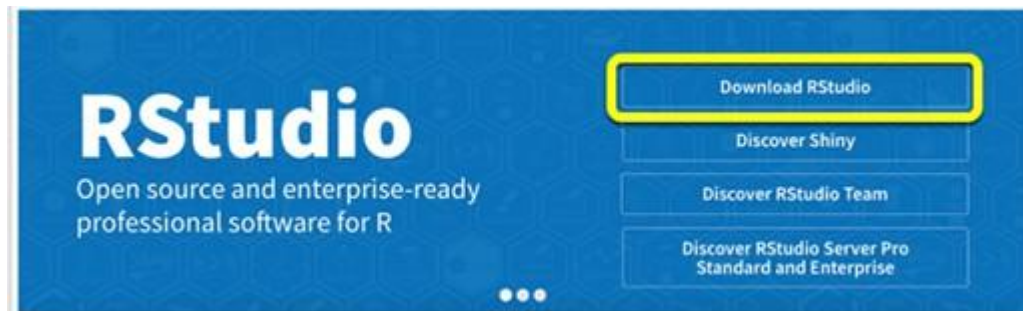 RStudio
Open source and enterprise-ready
professional software for R
Download RStudio
Discover Shiny
Discover RStudio Team
Discover RStudio Server Pro
Standard and Enterprise